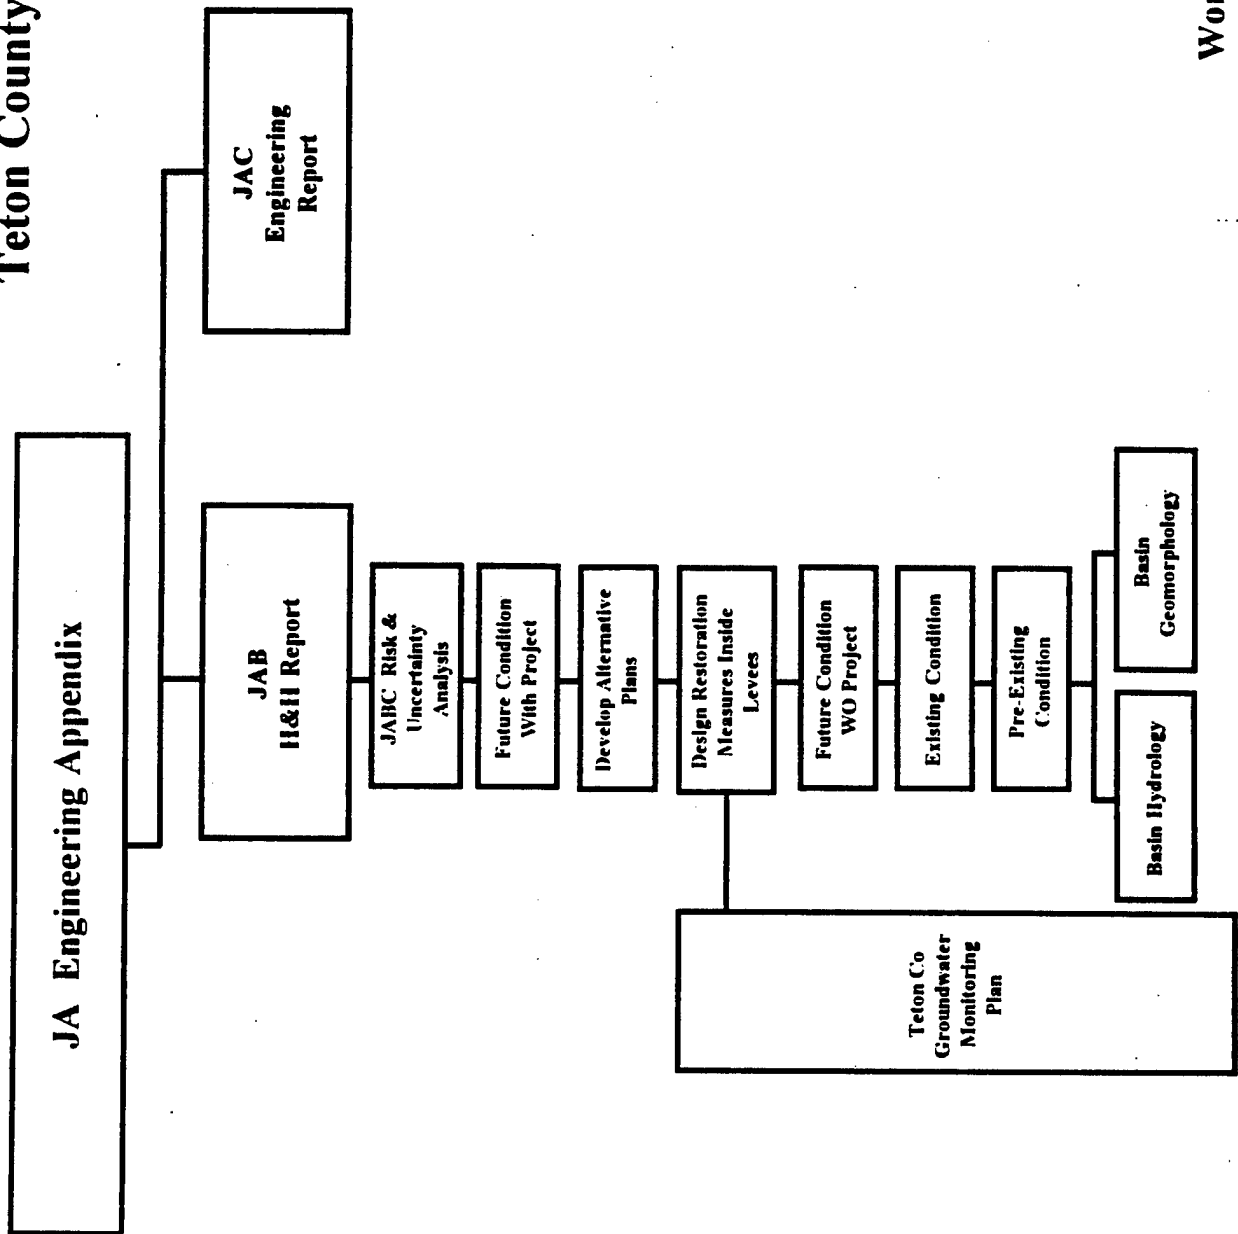 Teton County
JA Engineering Appendix
JAB
H&H Report
JAC
Engineering
Report
JABC Risk &
Uncertainty
Analysis
Future Condition
With Project
Develop Alternative
Plans
Design Restoration
Measures Inside
Levees
Teton Co
Groundwater
Monitoring
Plan
Future Condition
WO Project
Existing Condition
Pre-Existing
Condition
Basin Hydrology
Basin
Geomorphology
Wor